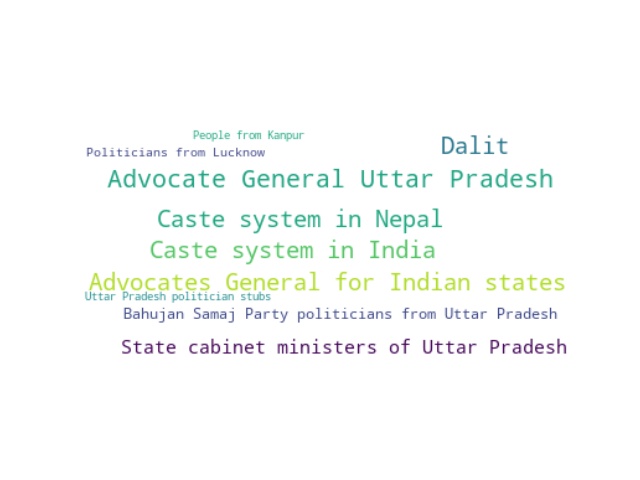 People from Kanpur
Dalit
Politicians from Lucknow
Advocate General Uttar Pradesh
Caste system in Nepal
Caste system in India
Advocates General for Indian states
Uttar Pradesh politician stubs
Bahujan Samaj Party politicians from Uttar Pradesh
State cabinet ministers of Uttar Pradesh